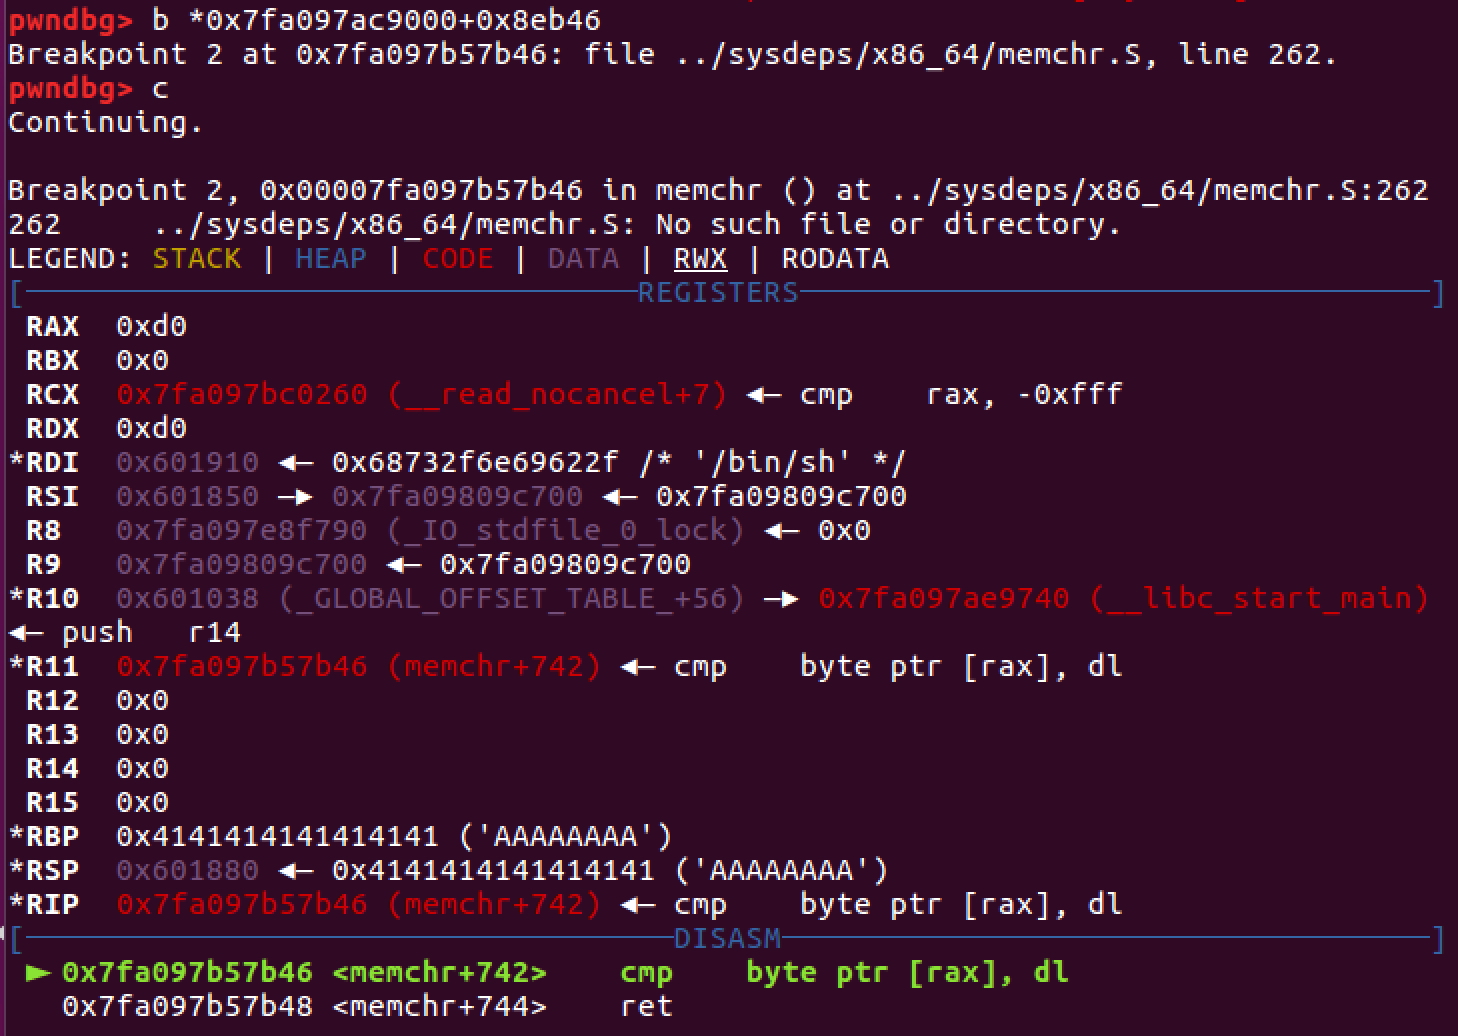 pwndbg> b *0x7fa097ac9000+0x8eb46
Breakpoint 2 at 0x7fa097b57b46: file ../sysdeps/x86_64/memchr.S, line 262.
pwndbg> c
Continuing.
Breakpoint 2, 0x00007fa097b57b46 in memchr () at ../sysdeps/x86_64/memchr.S:262
262     ../sysdeps/x86_64/memchr.S: No such file or directory.
LEGEND: STACK | HEAP | CODE | DATA | RWX | RODATA
[──────────REGISTERS──────────]
 RAX  0xd0
 RBX  0x0
 RCX  0x7fa097bc0260 (__read_nocancel+7) ◂— cmp    rax, -0xfff
 RDX  0xd0
*RDI  0x601910 ◂— 0x68732f6e69622f /* '/bin/sh' */
 RSI  0x601850 —▸ 0x7fa09809c700 ◂— 0x7fa09809c700
 R8   0x7fa097e8f790 (_IO_stdfile_0_lock) ◂— 0x0
 R9   0x7fa09809c700 ◂— 0x7fa09809c700
*R10  0x601038 (_GLOBAL_OFFSET_TABLE_+56) —▸ 0x7fa097ae9740 (__libc_start_main)
◂— push   r14
*R11  0x7fa097b57b46 (memchr+742) ◂— cmp    byte ptr [rax], dl
 R12  0x0
 R13  0x0
 R14  0x0
 R15  0x0
*RBP  0x4141414141414141 ('AAAAAAAA')
*RSP  0x601880 ◂— 0x4141414141414141 ('AAAAAAAA')
*RIP  0x7fa097b57b46 (memchr+742) ◂— cmp    byte ptr [rax], dl
[──────────DISASM──────────]
 ► 0x7fa097b57b46 <memchr+742>    cmp    byte ptr [rax], dl
   0x7fa097b57b48 <memchr+744>    ret